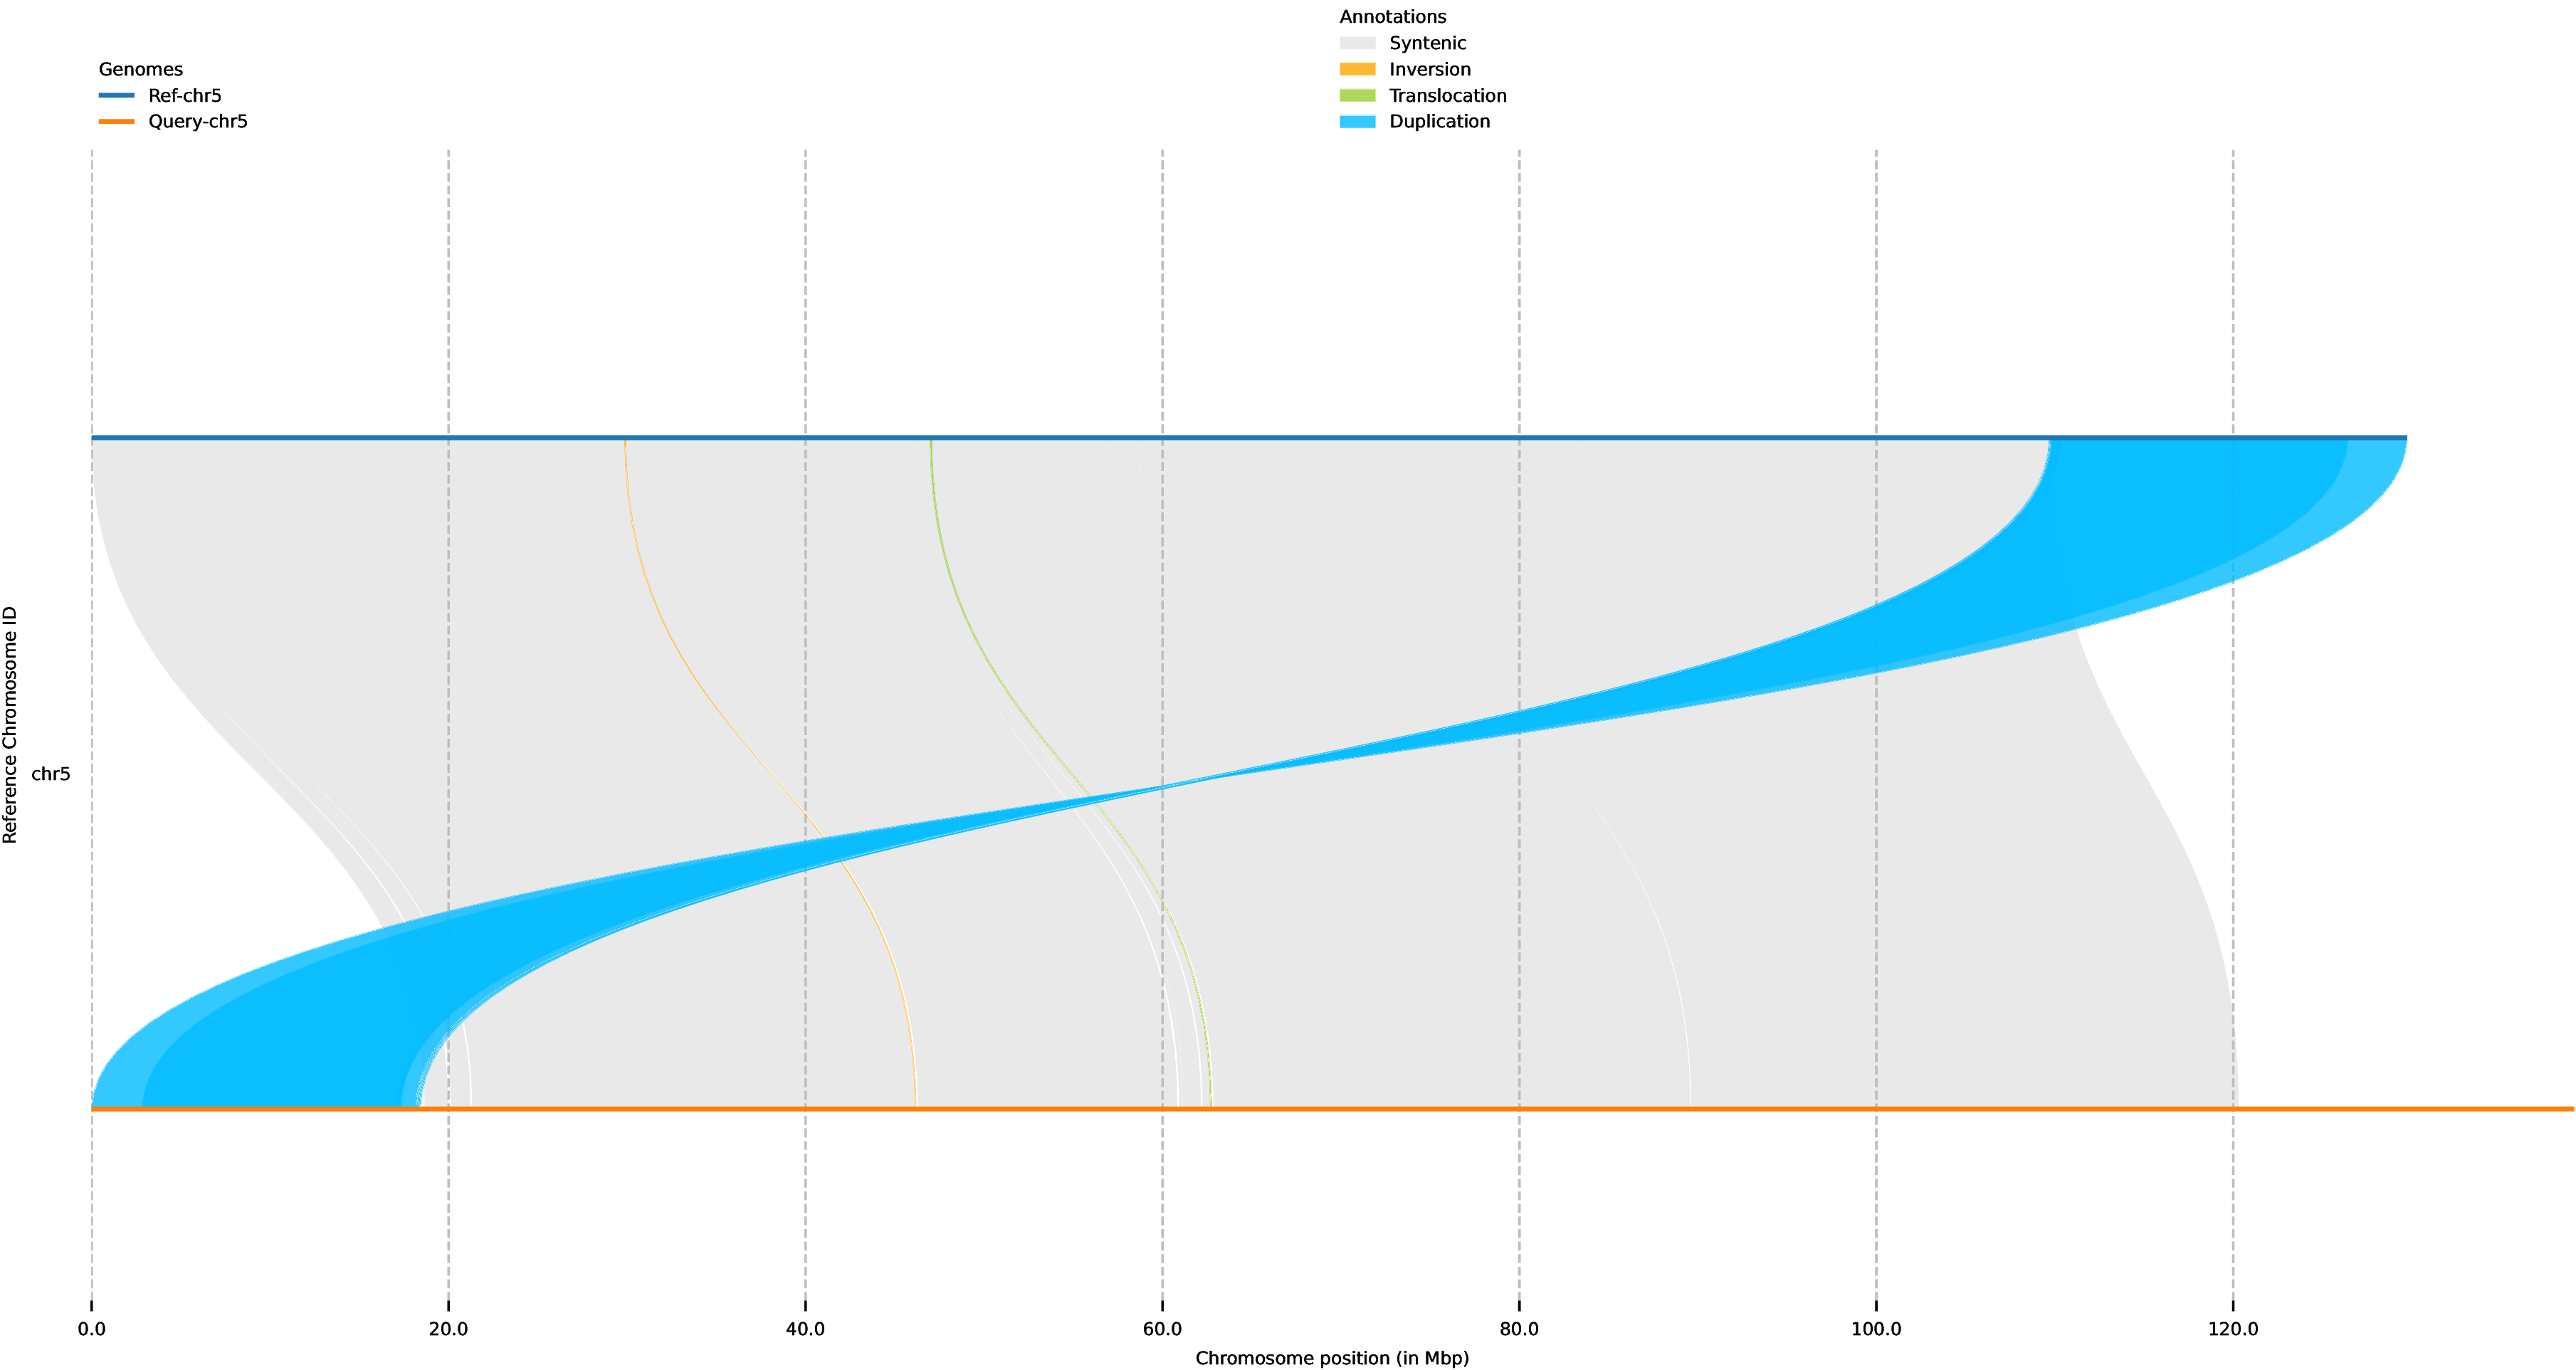 Genomes
Ref-chr5
Query-chr5
Annotations
Syntenic
Inversion
Translocation
Duplication
Reference Chromosome ID
chr5
0.0 20.0 40.0 60.0 80.0 100.0 120.0
Chromosome position (in Mbp)